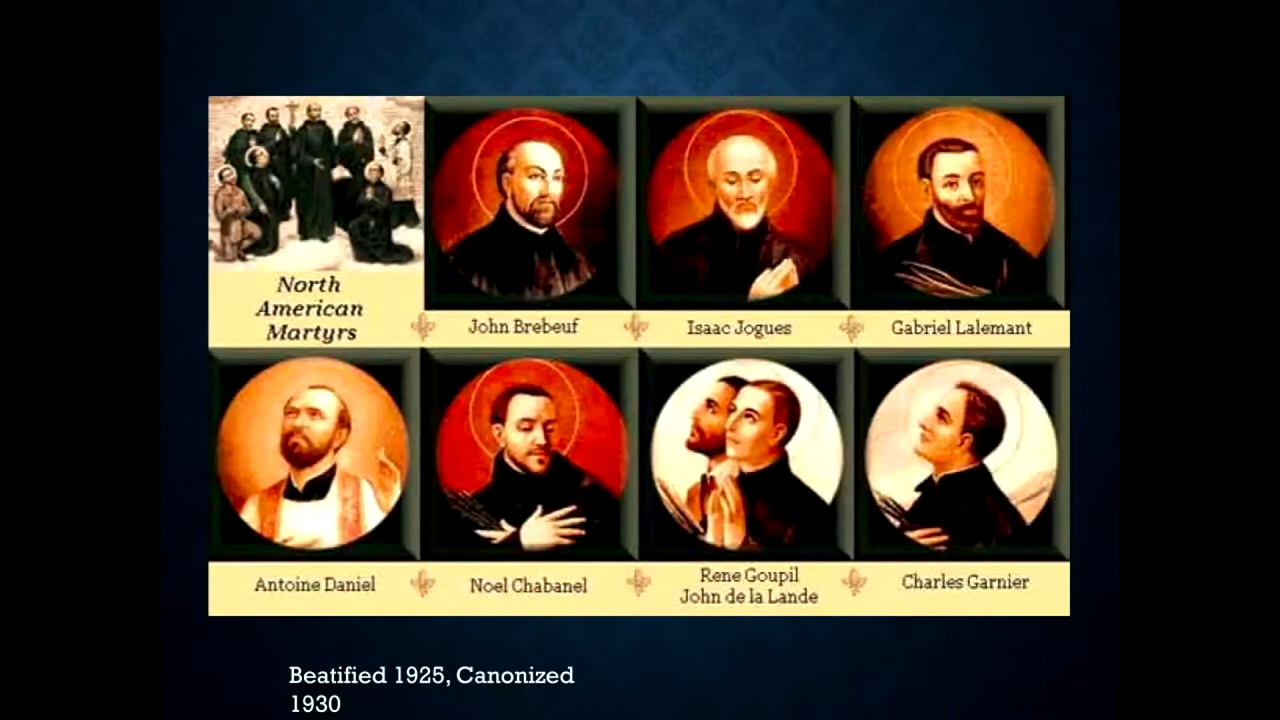 North
American
Martyrs
John Brebeuf
Isaac Jogues
Gabriel Lalemant
Antoine Daniel
Noel Chabanel
Rene Goupil
John de la Lande
Charles Garnier
Beatified 1925, Canonized
1930